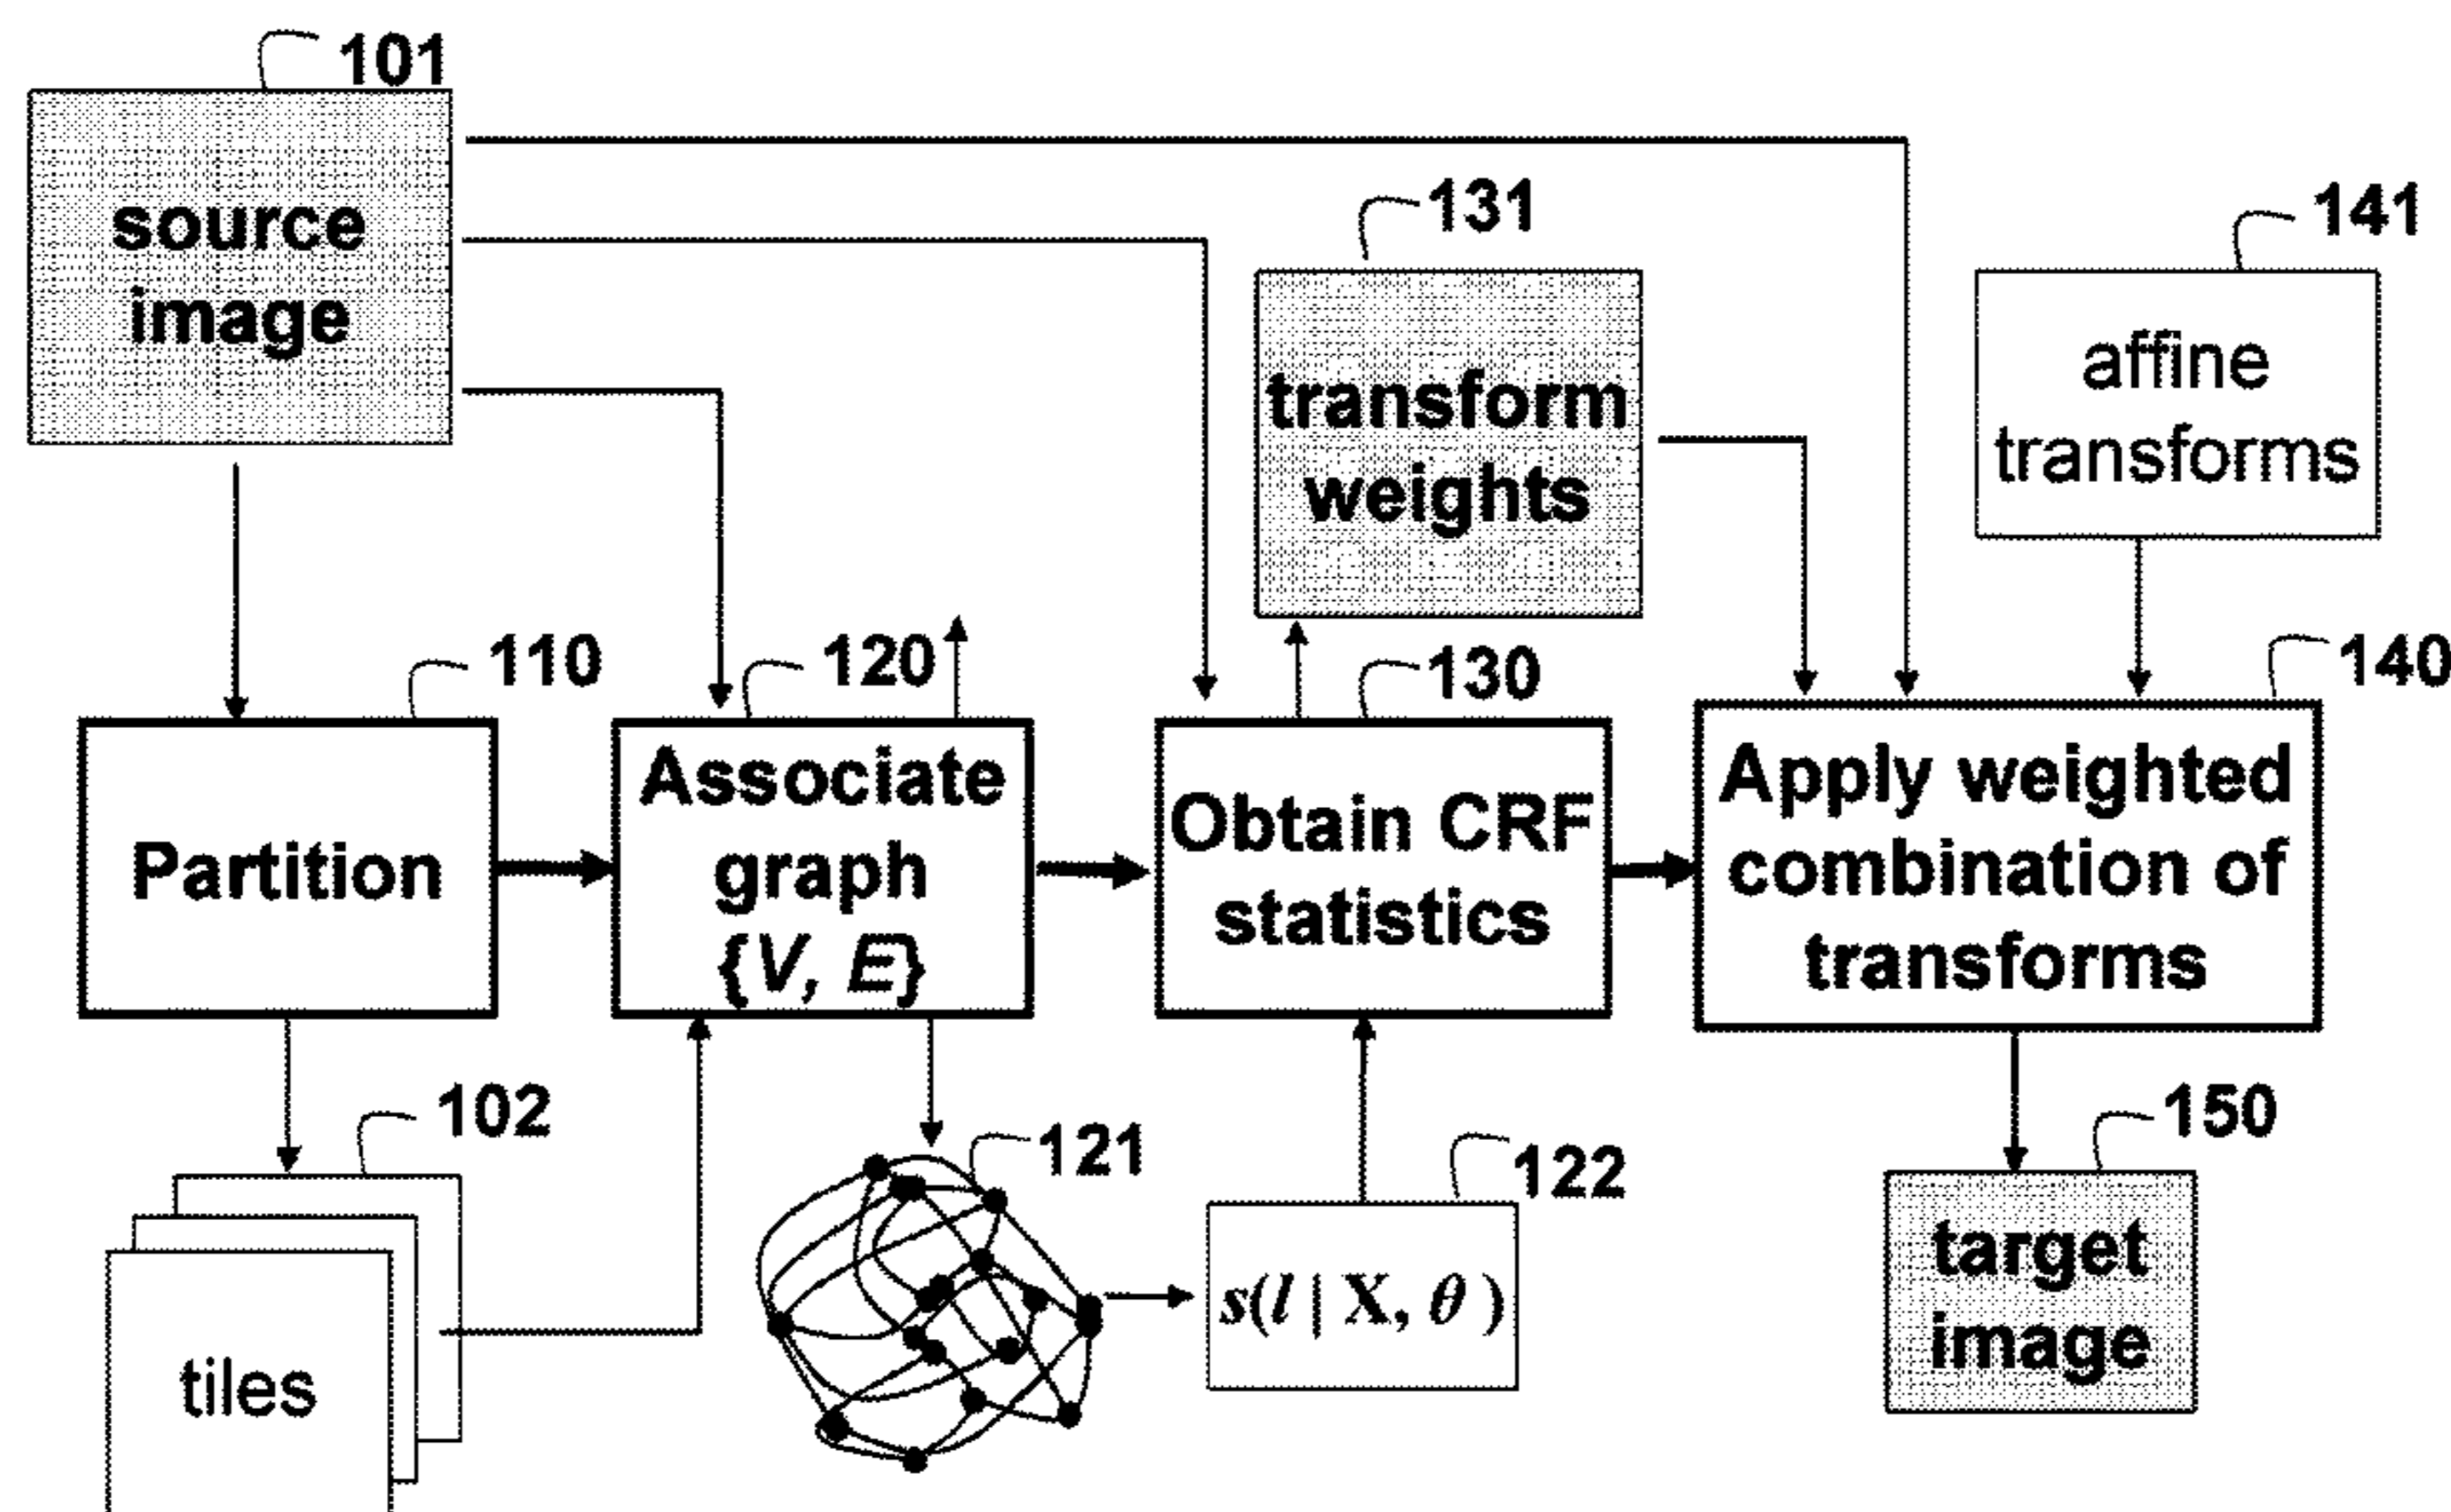 101
source
image
131
transform
weights
141
affine
transforms
110
Partition
120
Associate
graph
{V, E}
130
Obtain CRF
statistics
140
Apply weighted
combination of
transforms
102
tiles
121
122
s(l | X, θ )
150
target
image